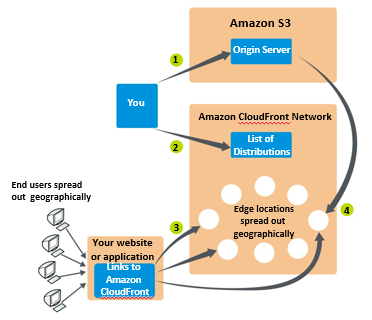 Amazon S3
Origin Server
1
You
Amazon CloudFront Network
List of
Distributions
2
End users spread
out geographically
Edge locations
spread out
geographically
3
4
Your website
or application
Links to
Amazon
CloudFront